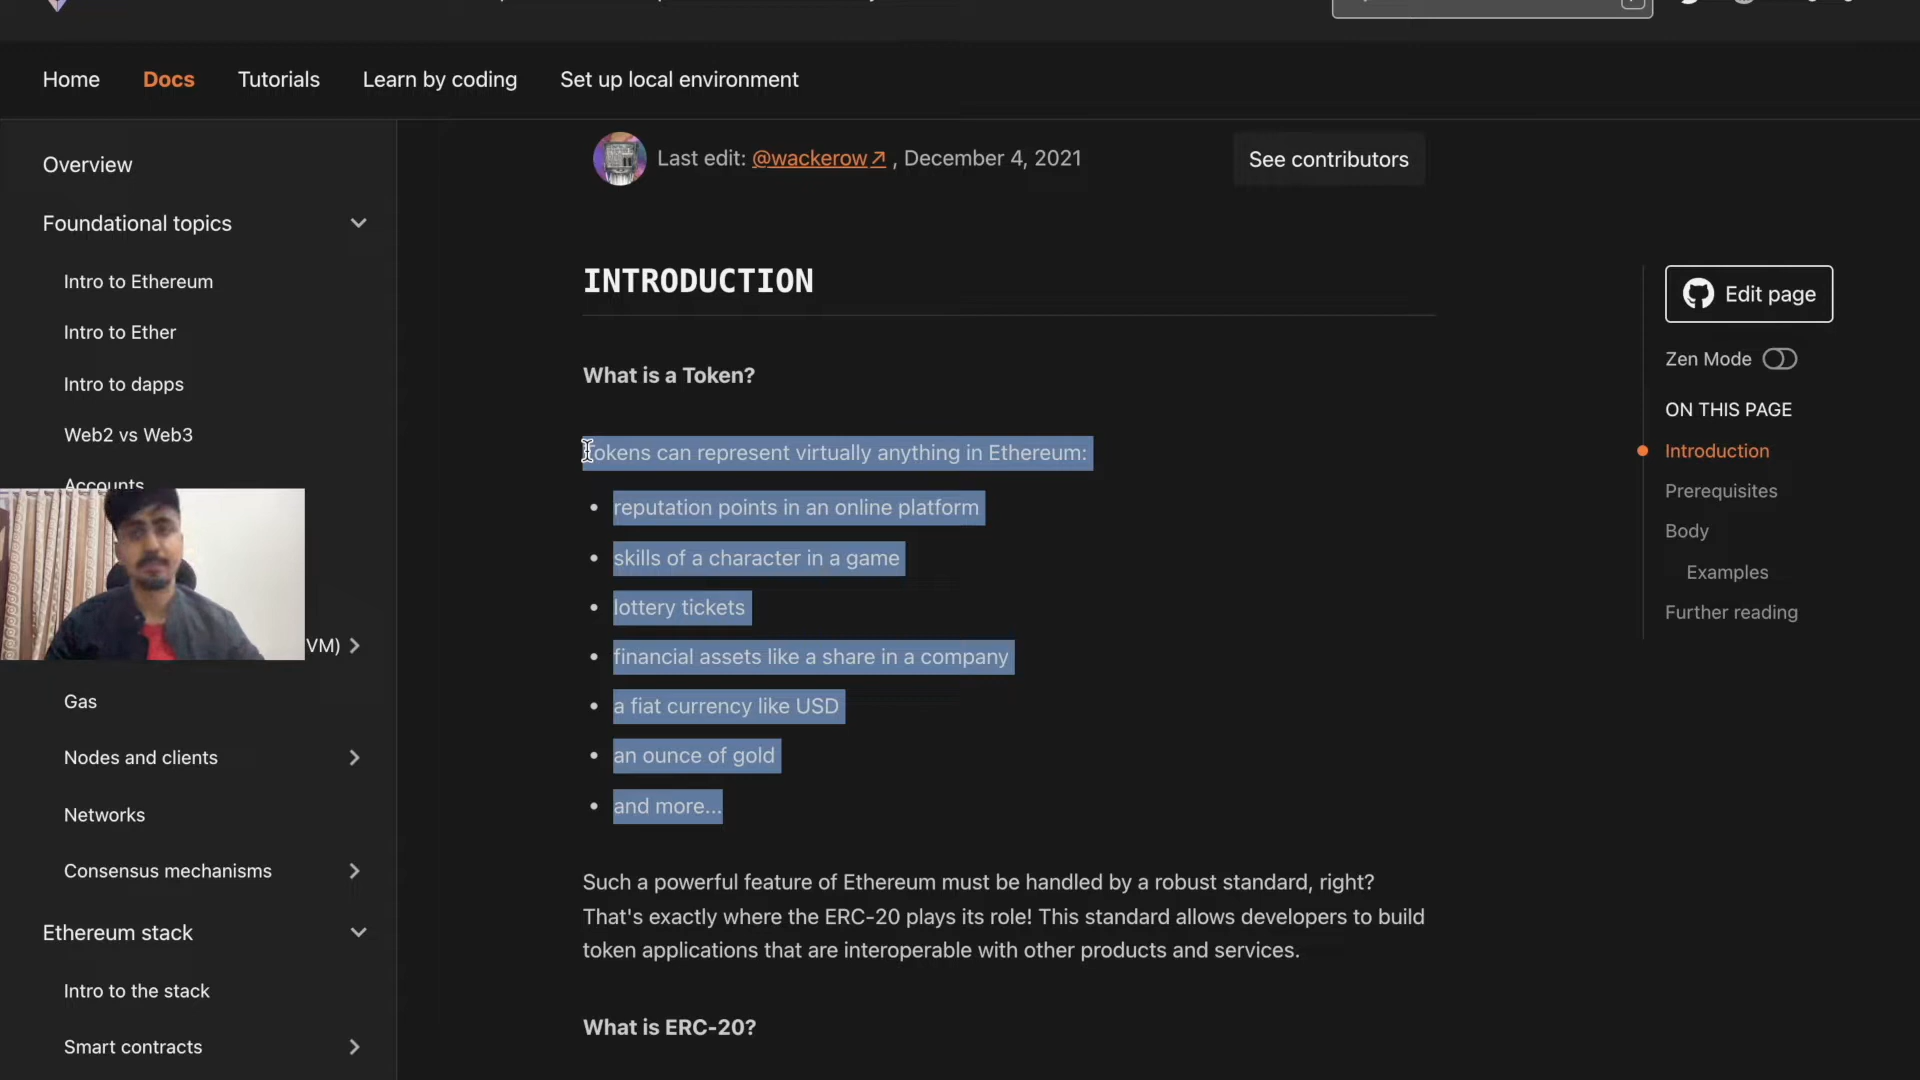 Home Docs Tutorials Learn by coding Set up local environment
Overview
Foundational topics
Intro to Ethereum
Intro to Ether
Intro to dapps
Web2 vs Web3
Accounts
VM)
Gas
Nodes and clients
Networks
Consensus mechanisms
Ethereum stack
Intro to the stack
Smart contracts
Last edit: @wackerow , December 4, 2021
See contributors
INTRODUCTION
What is a Token?
Tokens can represent virtually anything in Ethereum:
reputation points in an online platform
skills of a character in a game
lottery tickets
financial assets like a share in a company
a fiat currency like USD
an ounce of gold
and more...
Such a powerful feature of Ethereum must be handled by a robust standard, right?
That's exactly where the ERC-20 plays its role! This standard allows developers to build
token applications that are interoperable with other products and services.
What is ERC-20?
Edit page
Zen Mode
ON THIS PAGE
Introduction
Prerequisites
Body
Examples
Further reading